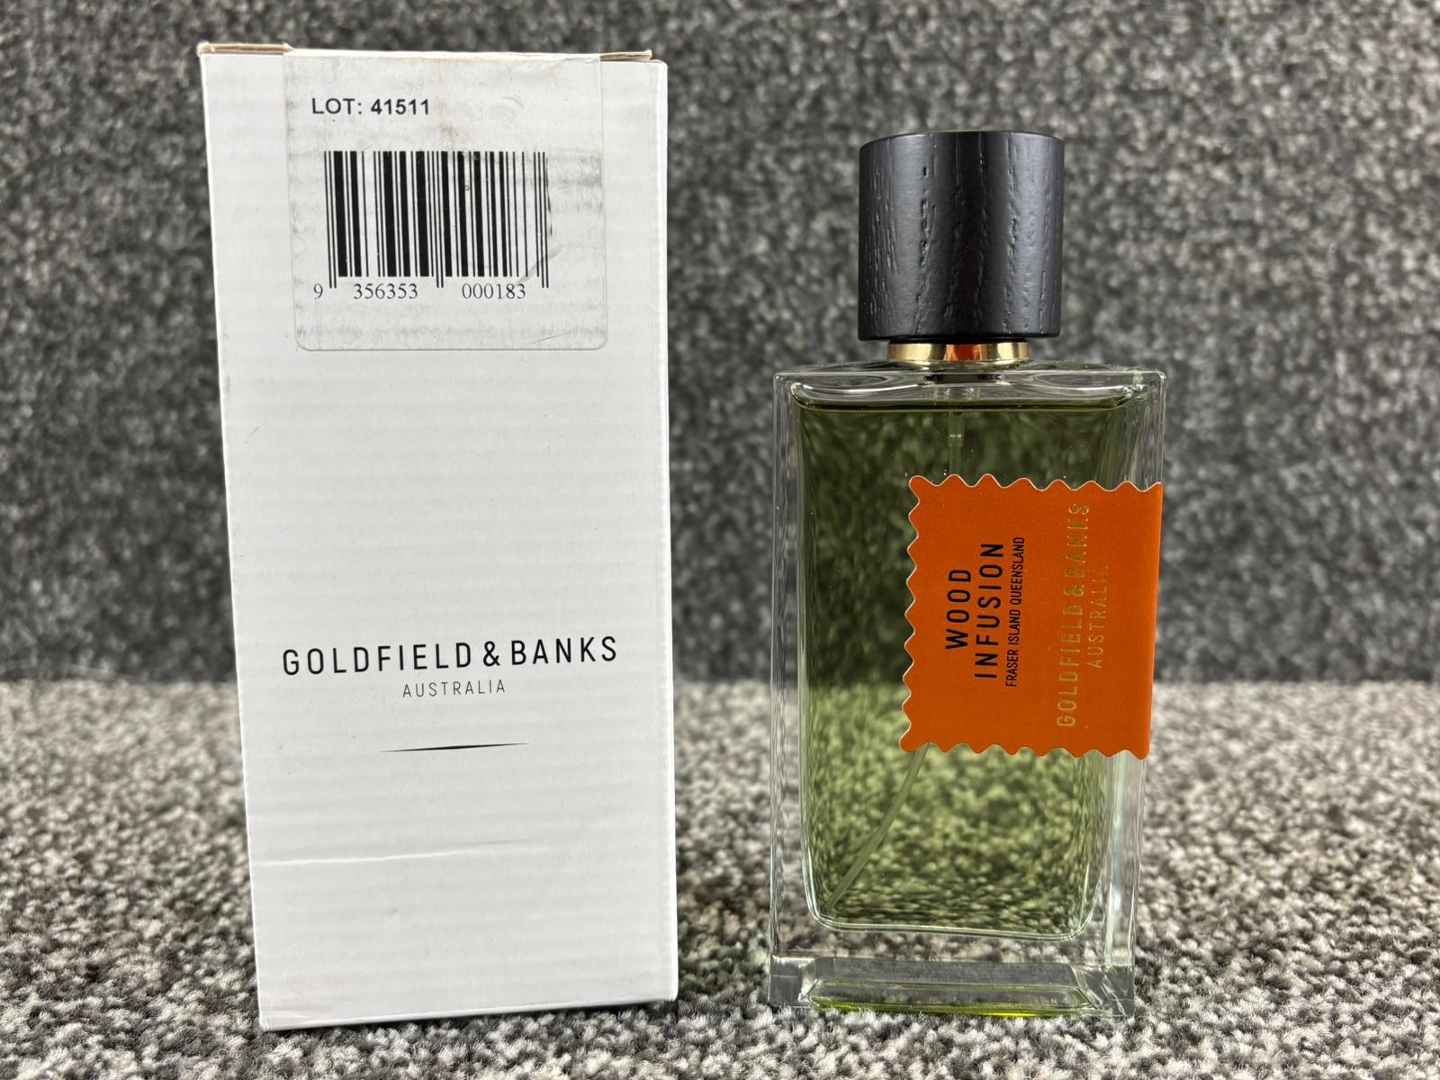 LOT: 41511
9 356353 000183
GOLDFIELD & BANKS
AUSTRALIA
WOOD
INFUSION
FRASER ISLAND QUEENSLAND
GOLDFIELD & BANKS
AUSTRALIA